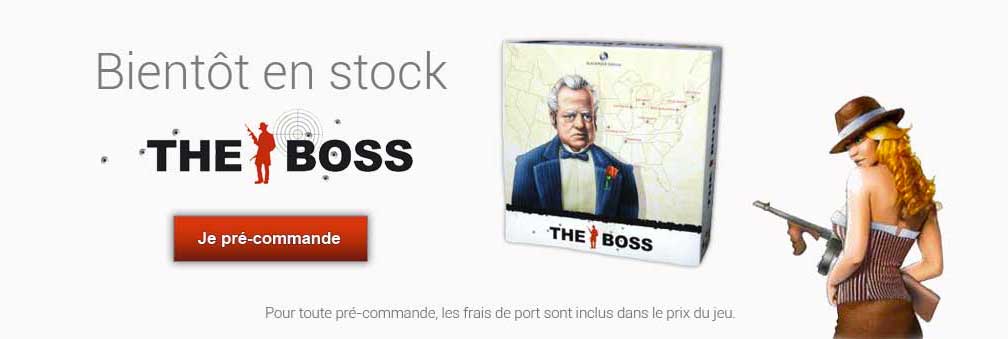 Bientôt en stock
THE BOSS
Je pré-commande
THE BOSS
Pour toute pré-commande, les frais de port sont inclus dans le prix du jeu.